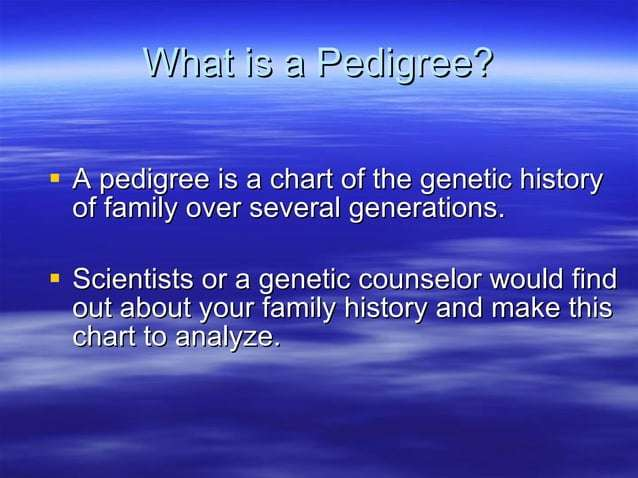 What is a Pedigree?
▪ A pedigree is a chart of the genetic history
of family over several generations.
▪ Scientists or a genetic counselor would find
out about your family history and make this
chart to analyze.